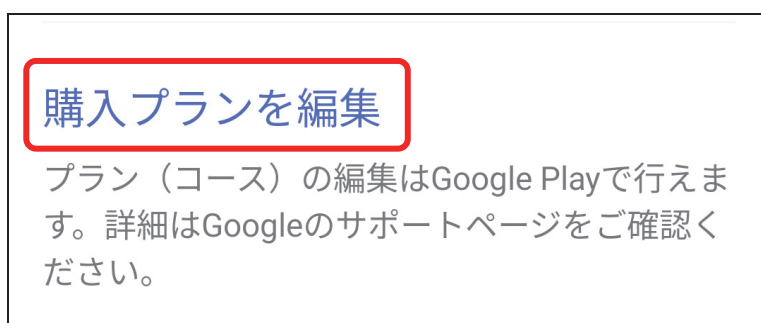 購入プランを編集
プラン（コース）の編集はGoogle Playで行えま
す。詳細はGoogleのサポートページをご確認く
ださい。